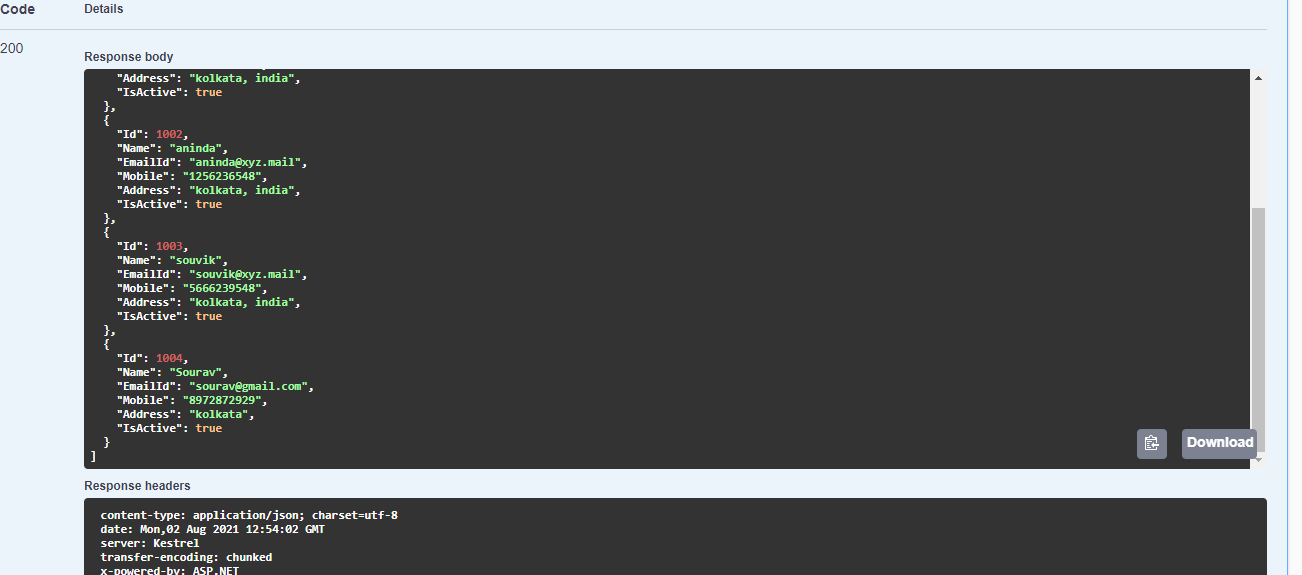 Code Details
200
Response body
"Address": "kolkata, india",
"IsActive": true
},
{
"Id": 1002,
"Name": "aninda",
"EmailId": "aninda@xyz.mail",
"Mobile": "1256236548",
"Address": "kolkata, india",
"IsActive": true
},
{
"Id": 1003,
"Name": "souvik",
"EmailId": "souvik@xyz.mail",
"Mobile": "5666239548",
"Address": "kolkata, india",
"IsActive": true
},
{
"Id": 1004,
"Name": "Sourav",
"EmailId": "sourav@gmail.com",
"Mobile": "8972872929",
"Address": "kolkata",
"IsActive": true
}
]
Download
Response headers
content-type: application/json; charset=utf-8
date: Mon,02 Aug 2021 12:54:02 GMT
server: Kestrel
transfer-encoding: chunked
x-powered-by: ASP.NET